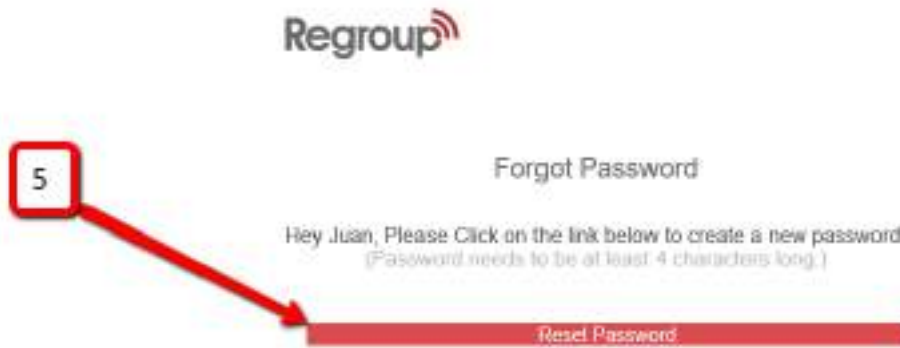 Regroup
Forgot Password
5
Hey Juan, Please Click on the link below to create a new password
(Password needs to be at least 4 characters long.)
Reset Password